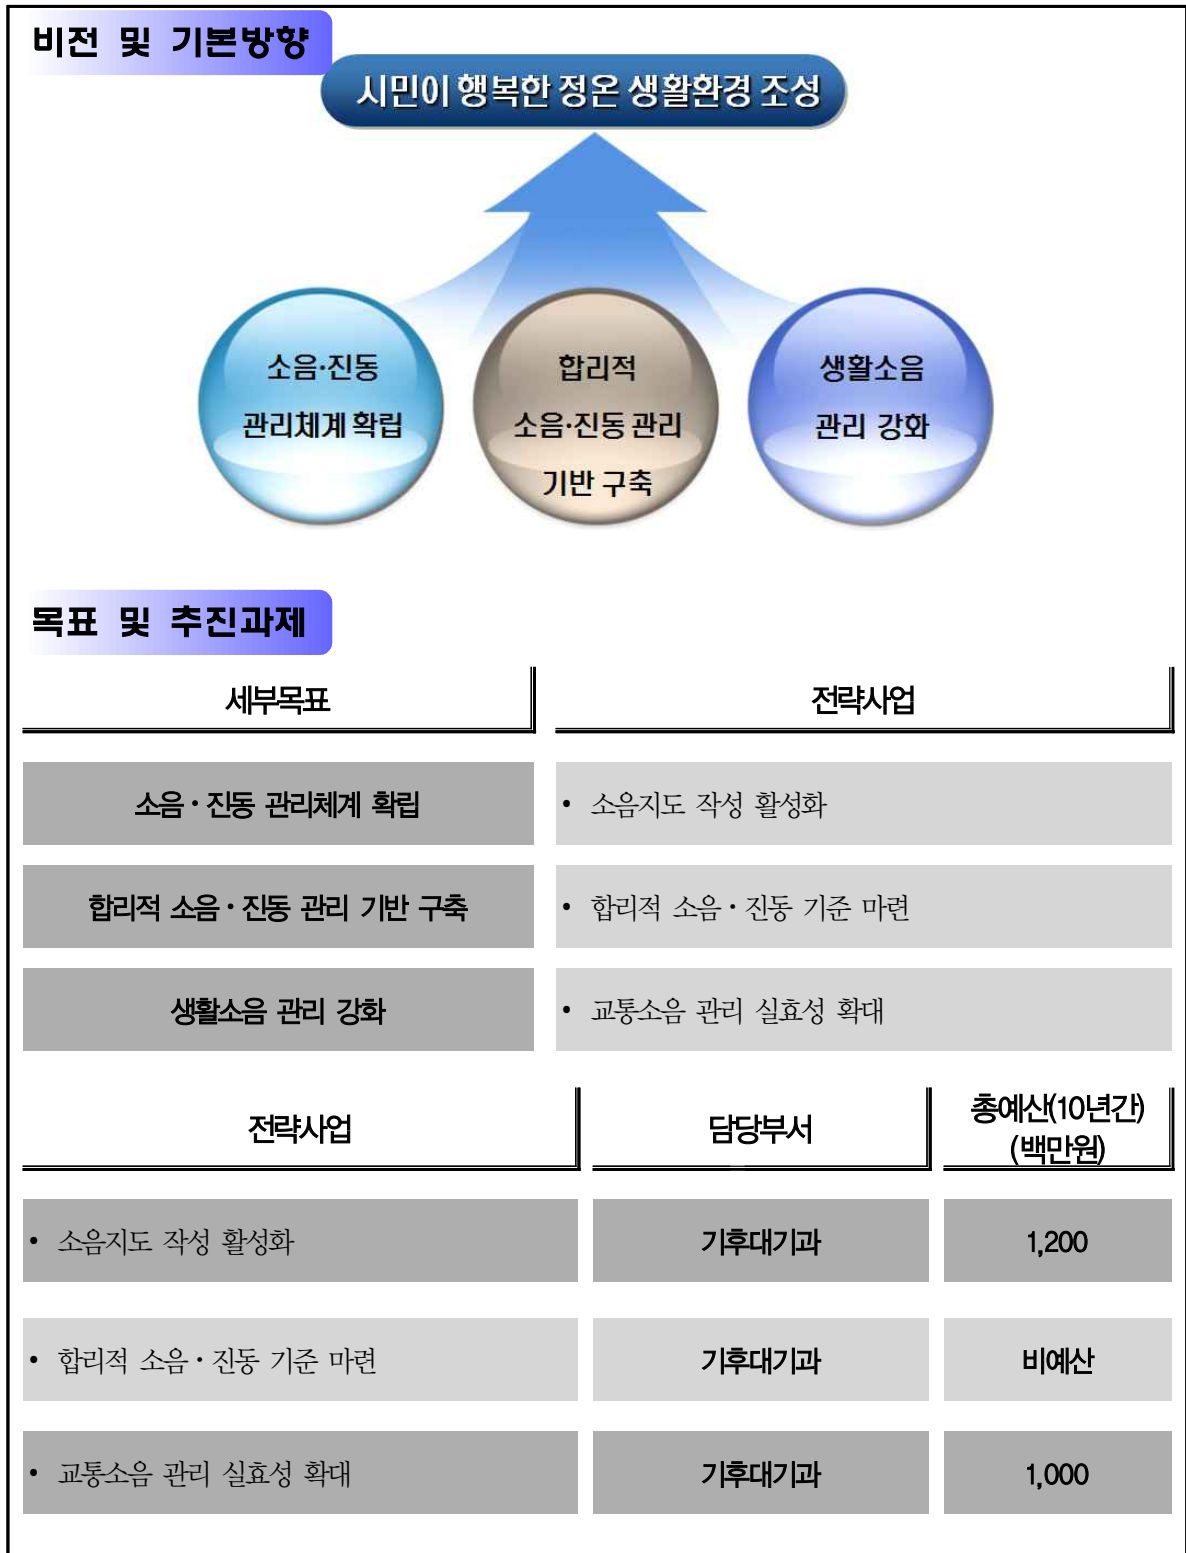 비전 및 기본방향
시민이 행복한 정온 생활환경 조성
소음·진동
관리체계 확립
합리적
소음·진동 관리
기반 구축
생활소음
관리 강화
목표 및 추진과제
세부목표 전략사업
소음·진동 관리체계 확립 • 소음지도 작성 활성화
합리적 소음·진동 관리 기반 구축 • 합리적 소음·진동 기준 마련
생활소음 관리 강화 • 교통소음 관리 실효성 확대
전략사업 담당부서 총예산(10년간)
(백만원)
• 소음지도 작성 활성화 기후대기과 1,200
• 합리적 소음·진동 기준 마련 기후대기과 비예산
• 교통소음 관리 실효성 확대 기후대기과 1,000